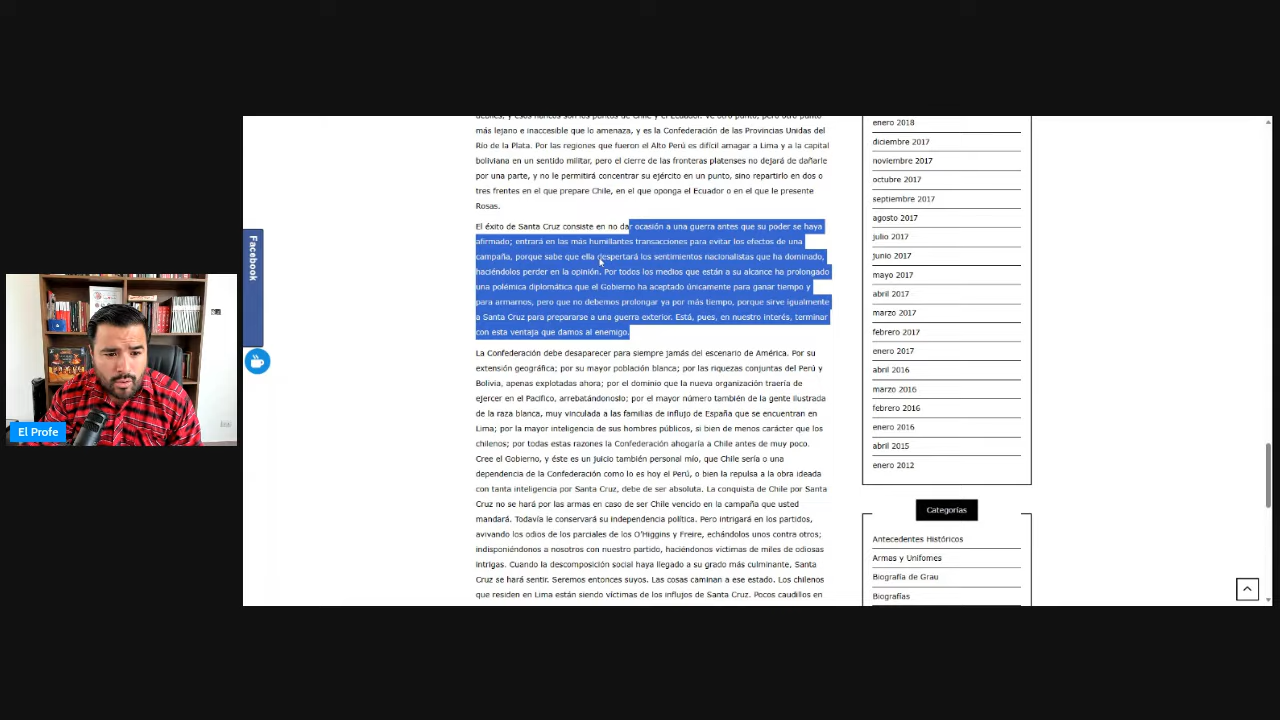 débiles, y esos flancos son los puntos de Chile y el Ecuador. Ve otro punto, pero otro punto
más lejano e inaccesible que lo amenaza, y es la Confederación de las Provincias Unidas del
Río de la Plata. Por las regiones que fueron el Alto Perú es difícil amagar a Lima y a la capital
boliviana en un sentido militar, pero el cierre de las fronteras platenses no dejará de dañarle
por una parte, y no le permitirá concentrar su ejército en un punto, sino repartirlo en dos o
tres frentes en el que prepare Chile, en el que oponga el Ecuador o en el que le presente
Rosas.
El éxito de Santa Cruz consiste en no dar ocasión a una guerra antes que su poder se haya
afirmado; entrará en las más humillantes transacciones para evitar los efectos de una
campaña, porque sabe que ella despertará los sentimientos nacionalistas que ha dominado,
haciéndolos perder en la opinión. Por todos los medios que están a su alcance ha prolongado
una polémica diplomática que el Gobierno ha aceptado únicamente para ganar tiempo y
para armarnos, pero que no debemos prolongar ya por más tiempo, porque sirve igualmente
a Santa Cruz para prepararse a una guerra exterior. Está, pues, en nuestro interés, terminar
con esta ventaja que damos al enemigo.
La Confederación debe desaparecer para siempre jamás del escenario de América. Por su
extensión geográfica; por su mayor población blanca; por las riquezas conjuntas del Perú y
Bolivia, apenas explotadas ahora; por el dominio que la nueva organización traería de
ejercer en el Pacífico, arrebatándonoslo; por el mayor número también de la gente ilustrada
de la raza blanca, muy vinculada a las familias de influjo de España que se encuentran en
Lima; por la mayor inteligencia de sus hombres públicos, si bien de menos carácter que los
chilenos; por todas estas razones la Confederación ahogaría a Chile antes de muy poco.
Cree el Gobierno, y éste es un juicio también personal mío, que Chile sería o una
dependencia de la Confederación como lo es hoy el Perú, o bien la repulsa a la obra ideada
con tanta inteligencia por Santa Cruz, debe de ser absoluta. La conquista de Chile por Santa
Cruz no se hará por las armas en caso de ser Chile vencido en la campaña que usted
mandará. Todavía le conservará su independencia política. Pero intrigará en los partidos,
avivando los odios de los parciales de los O'Higgins y Freire, echándolos unos contra otros;
indisponiéndonos a nosotros con nuestro partido, haciéndonos víctimas de miles de odiosas
intrigas. Cuando la descomposición social haya llegado a su grado más culminante, Santa
Cruz se hará sentir. Seremos entonces suyos. Las cosas caminan a ese estado. Los chilenos
que residen en Lima están siendo víctimas de los influjos de Santa Cruz. Pocos caudillos en
enero 2018
diciembre 2017
noviembre 2017
octubre 2017
septiembre 2017
agosto 2017
julio 2017
junio 2017
mayo 2017
abril 2017
marzo 2017
febrero 2017
enero 2017
abril 2016
marzo 2016
febrero 2016
enero 2016
abril 2015
enero 2012
Categorías
Antecedentes Históricos
Armas y Uniformes
Biografía de Grau
Biografías
Facebook
El Profe